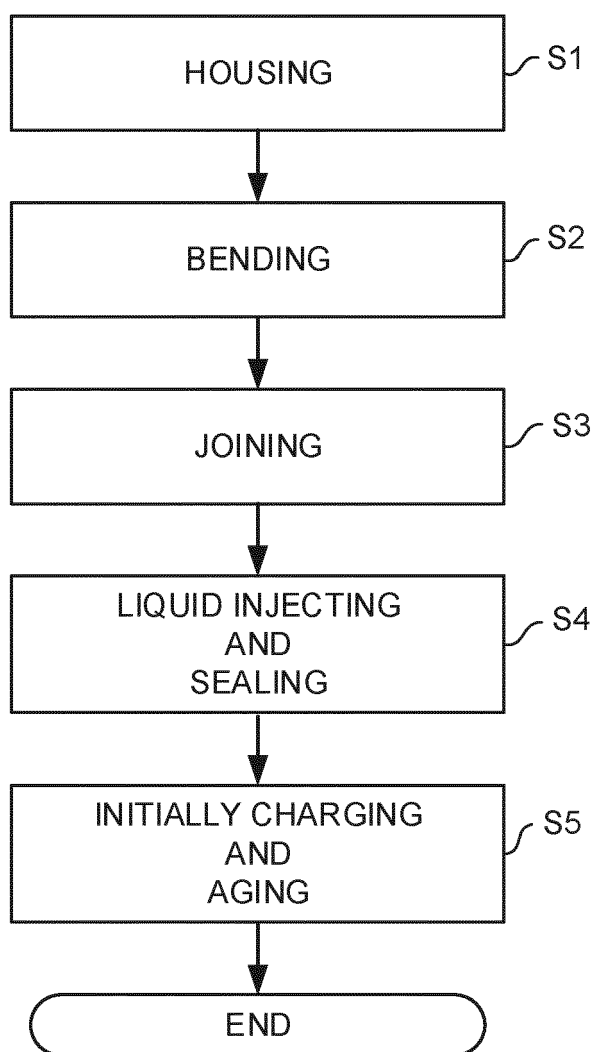 HOUSING
S1
BENDING
S2
JOINING
S3
LIQUID INJECTING
AND
SEALING
S4
INITIALLY CHARGING
AND
AGING
S5
END